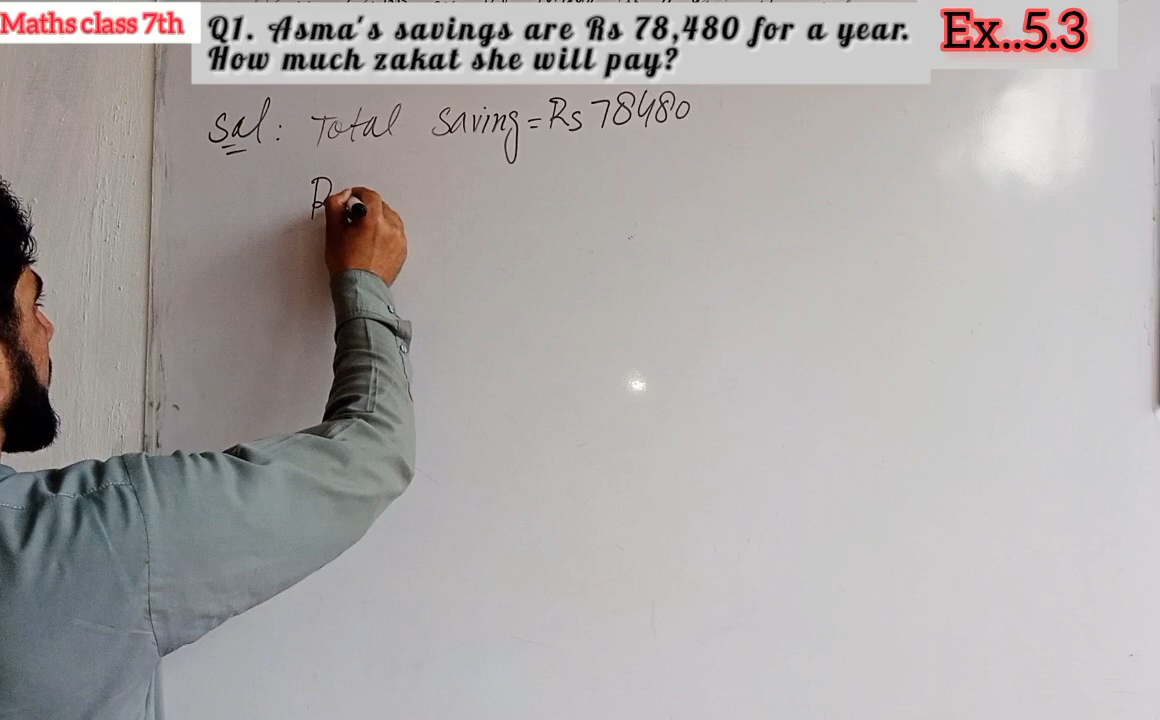 Maths class 7th
Q1. Asma's savings are Rs 78,480 for a year.
How much zakat she will pay?
Ex..5.3
Sol: Total saving = Rs 78480
R